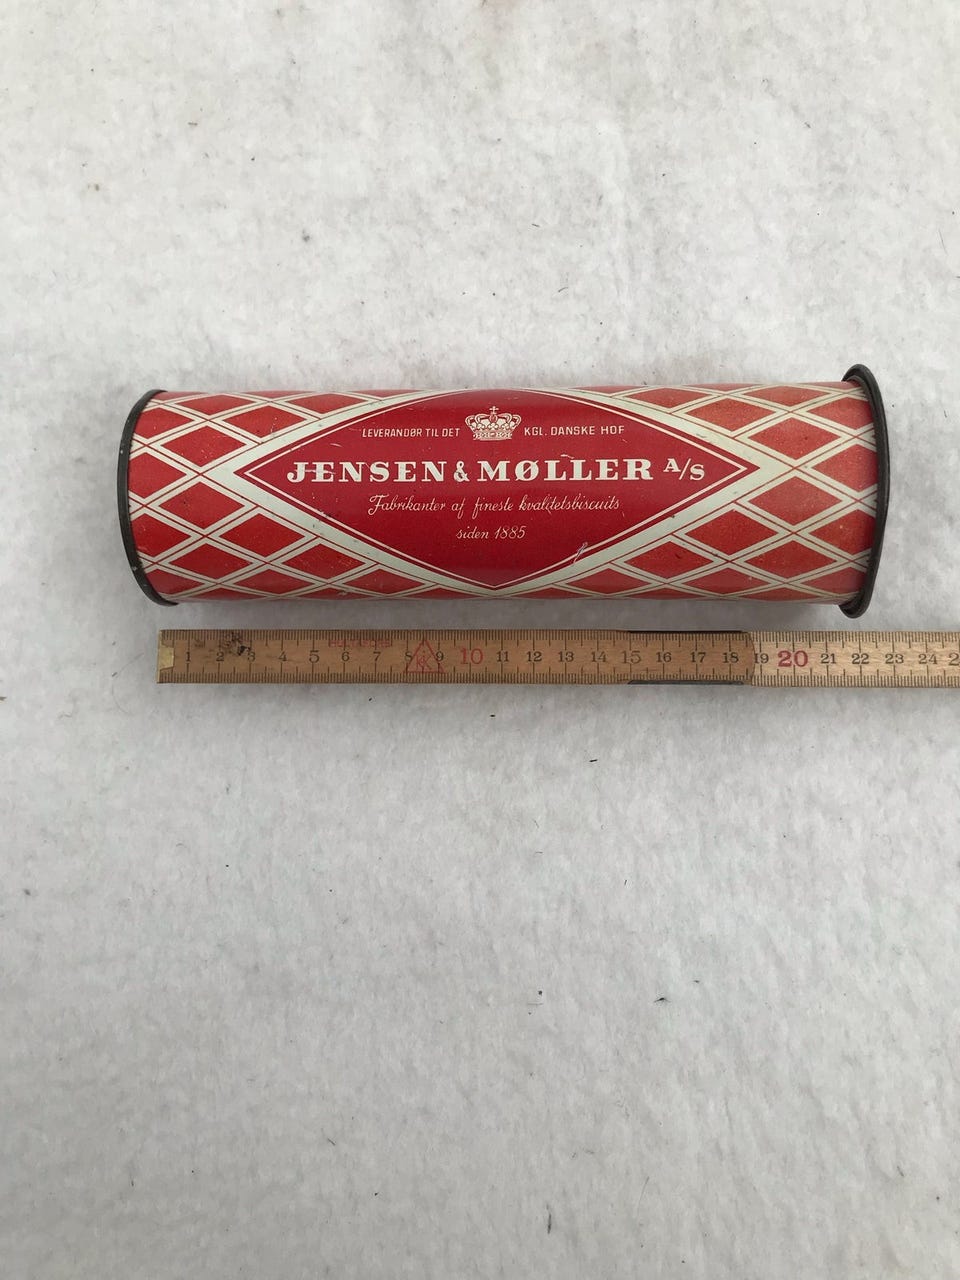 LEVERANDØR TIL DET KGL. DANSKE HOF
JENSEN & MØLLER A/S
Fabrikanter af fineste kvalitetsbiscuits
siden 1885
1 2 3 4 5 6 7 8 9 10 11 12 13 14 15 16 17 18 19 20 21 22 23 24